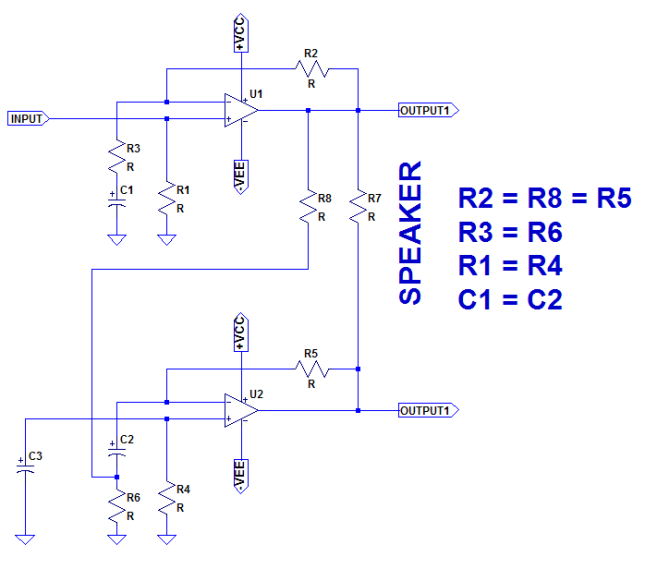 +VCC
R2
R
U1
INPUT
OUTPUT1
-VEE
R3
R
C1
R1
R
R8
R
R7
R
SPEAKER
R2 = R8 = R5
R3 = R6
R1 = R4
C1 = C2
+VCC
R5
R
U2
OUTPUT1
-VEE
C3
C2
R6
R
R4
R